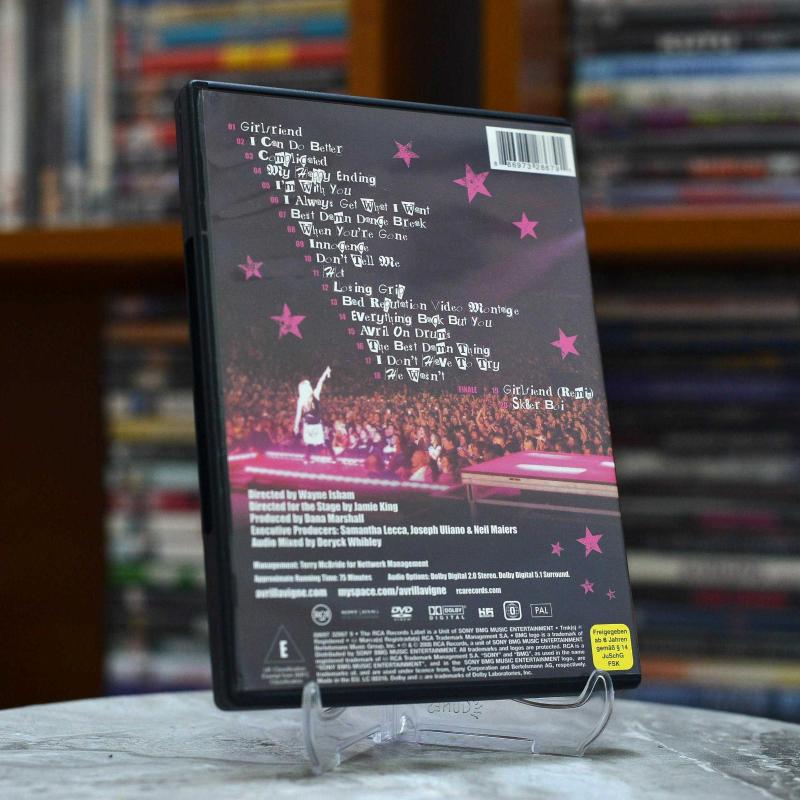 01 Girlfriend
02 I Can Do Better
03 Complicated
04 My Happy Ending
05 I'm With You
06 I Always Get What I Want
07 Best Damn Dance Break
08 When You're Gone
09 Innocence
10 Don't Tell Me
11 Hot
12 Losing Grip
13 Bad Reputation Video Montage
14 Everything Back But You
15 Avril On Drums
16 The Best Damn Thing
17 I Don't Have To Try
18 He Wasn't
FINALE 19 Girlfriend (Remix)
Sk8er Boi
Directed by Wayne Isham
Directed for the Stage by Jamie King
Produced by Dana Marshall
Executive Producers: Samantha Lecca, Joseph Uliano & Neil Maiers
Audio Mixed by Deryck Whibley
Management: Terry McBride for Nettwerk Management
Approximate Running Time: 75 Minutes Audio Options: Dolby Digital 2.0 Stereo. Dolby Digital 5.1 Surround.
avrillavigne.com myspace.com/avrillavigne rcarecords.com
DVD DOLBY DIGITAL HiFi 0 PAL
E
Freigegeben
ab 6 Jahren
gemäß § 14
JuSchG
FSK